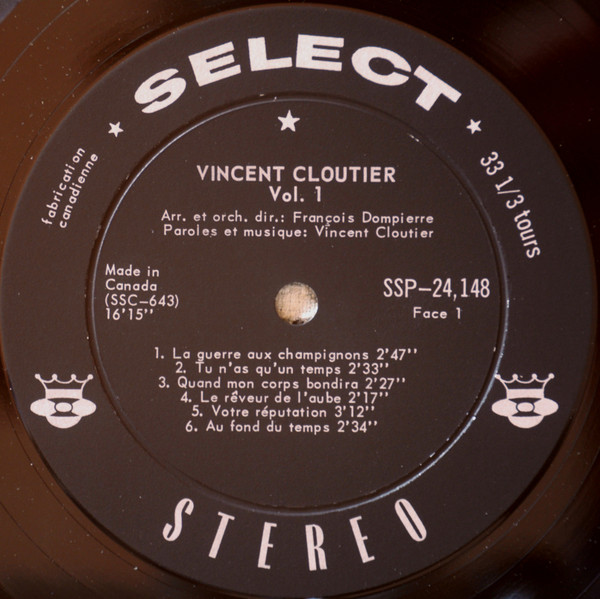 SELECT
fabrication
canadienne
33 1/3 tours
VINCENT CLOUTIER
Vol. 1
Arr. et orch. dir.: François Dompierre
Paroles et musique: Vincent Cloutier
Made in
Canada
(SSC-643)
16'15''
SSP-24,148
Face 1
1. La guerre aux champignons 2'47''
2. Tu n'as qu'un temps 2'33''
3. Quand mon corps bondira 2'27''
4. Le rêveur de l'aube 2'17''
5. Votre réputation 3'12''
6. Au fond du temps 2'34''
STEREO